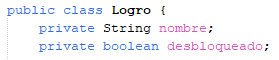 public class Logro {
    private String nombre;
    private boolean desbloqueado;